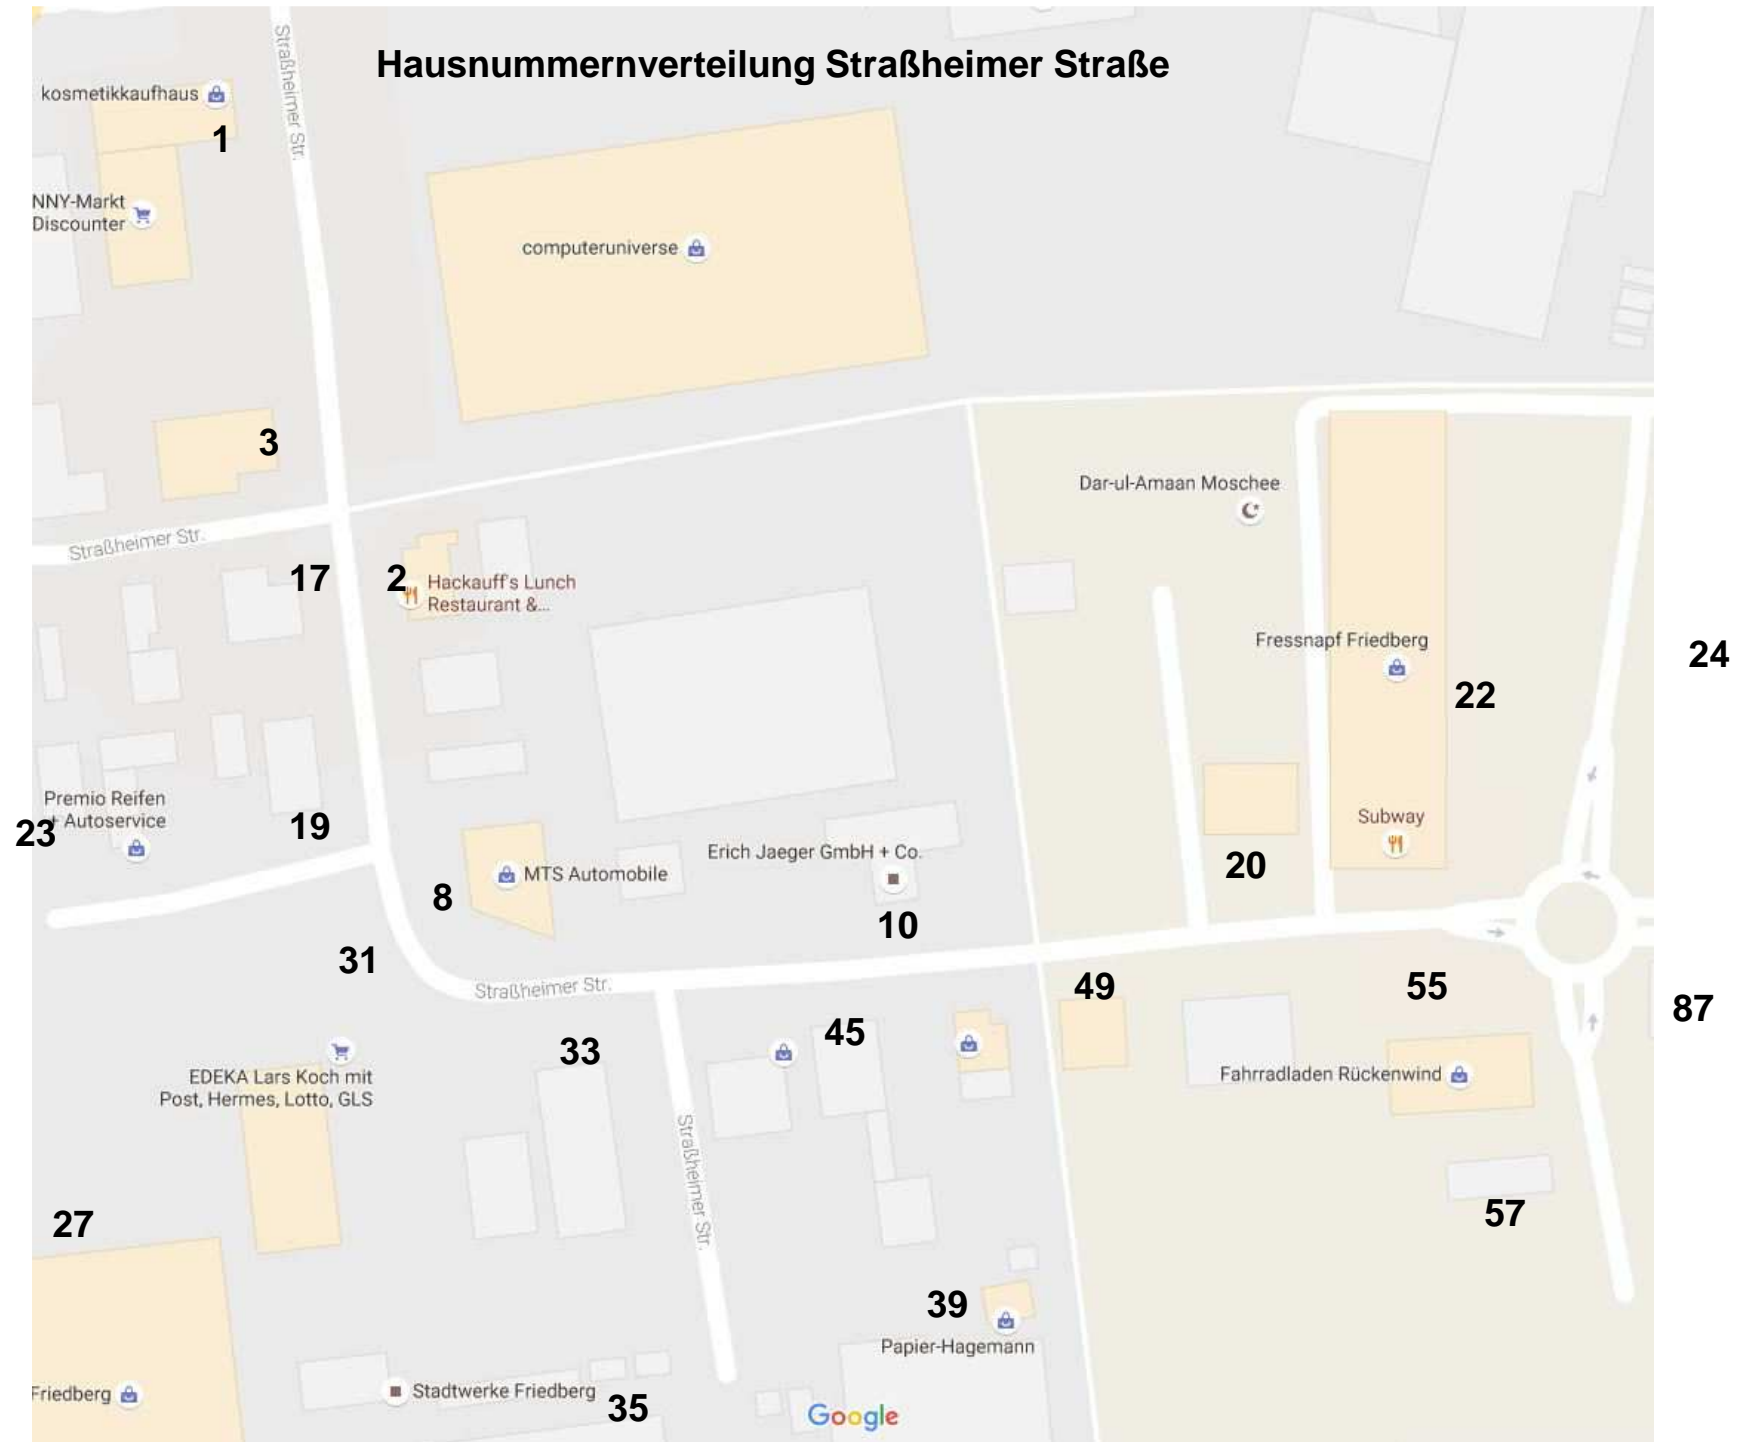 Hausnummernverteilung Straßheimer Straße
Straßheimer Str.
kosmetikkaufhaus
1
NNY-Markt
Discounter
computeruniverse
3
Dar-ul-Amaan Moschee
Straßheimer Str.
17
2
Hackauff's Lunch
Restaurant &...
Fressnapf Friedberg
24
22
Premio Reifen
+ Autoservice
23
19
Subway
Erich Jaeger GmbH + Co.
MTS Automobile
20
8
10
31
Straßheimer Str.
49
55
87
45
33
EDEKA Lars Koch mit
Post, Hermes, Lotto, GLS
Fahrradladen Rückenwind
Straßheimer Str.
27
57
39
Papier-Hagemann
Friedberg
Stadtwerke Friedberg
35
Google